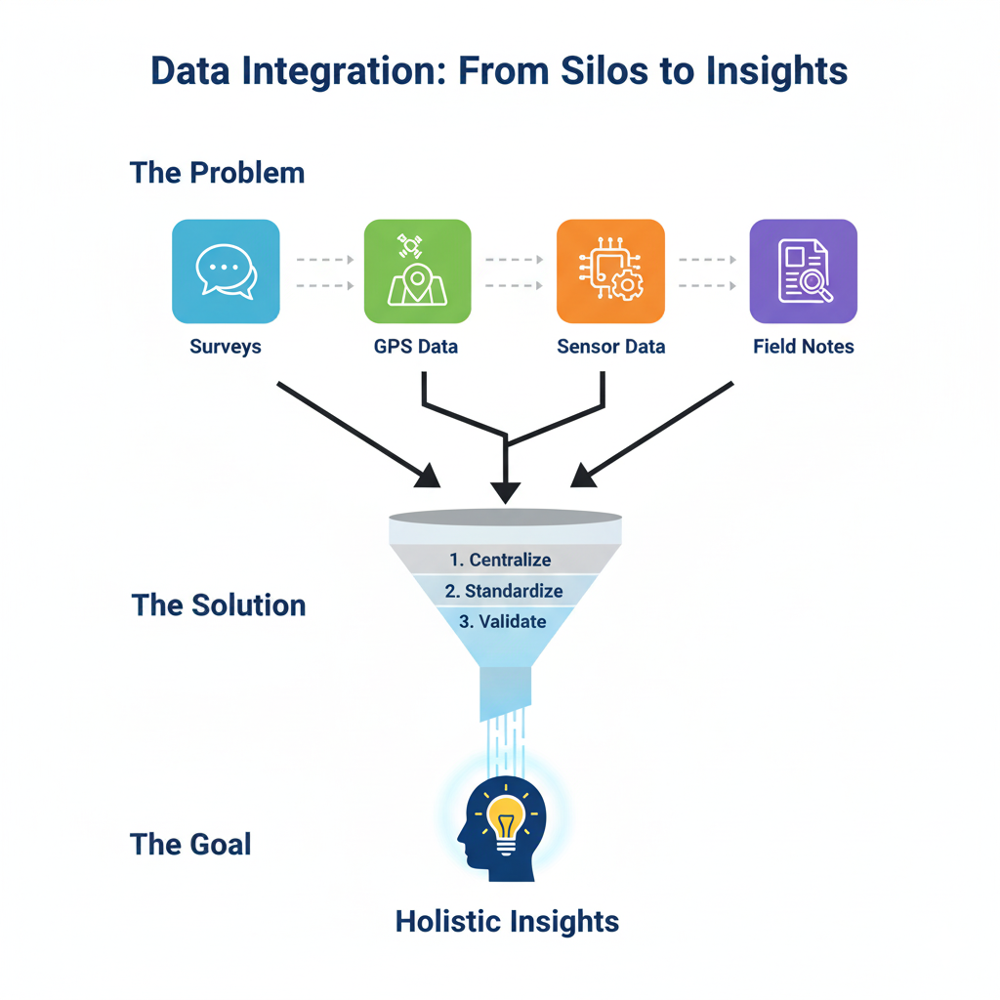 Data Integration: From Silos to Insights
The Problem
Surveys
GPS Data
Sensor Data
Field Notes
The Solution
1. Centralize
2. Standardize
3. Validate
The Goal
Holistic Insights